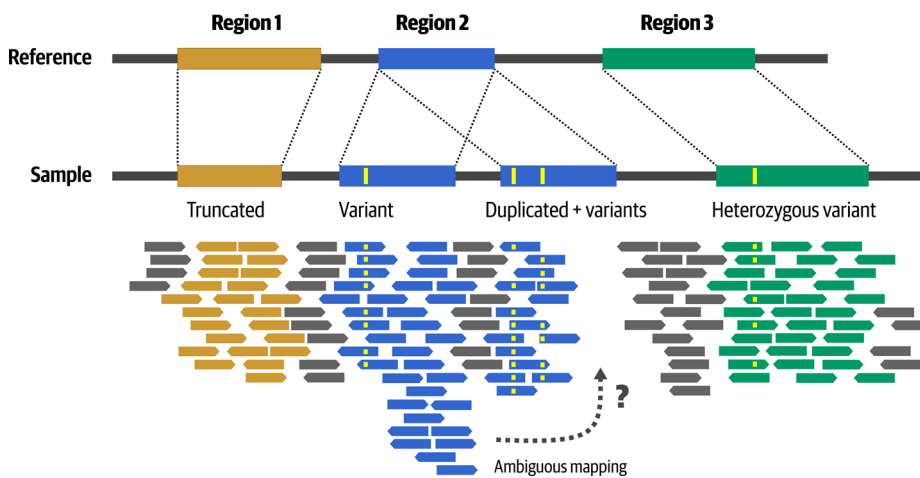 Region 1 Region 2 Region 3
Reference
Sample
Truncated Variant Duplicated + variants Heterozygous variant
?
Ambiguous mapping